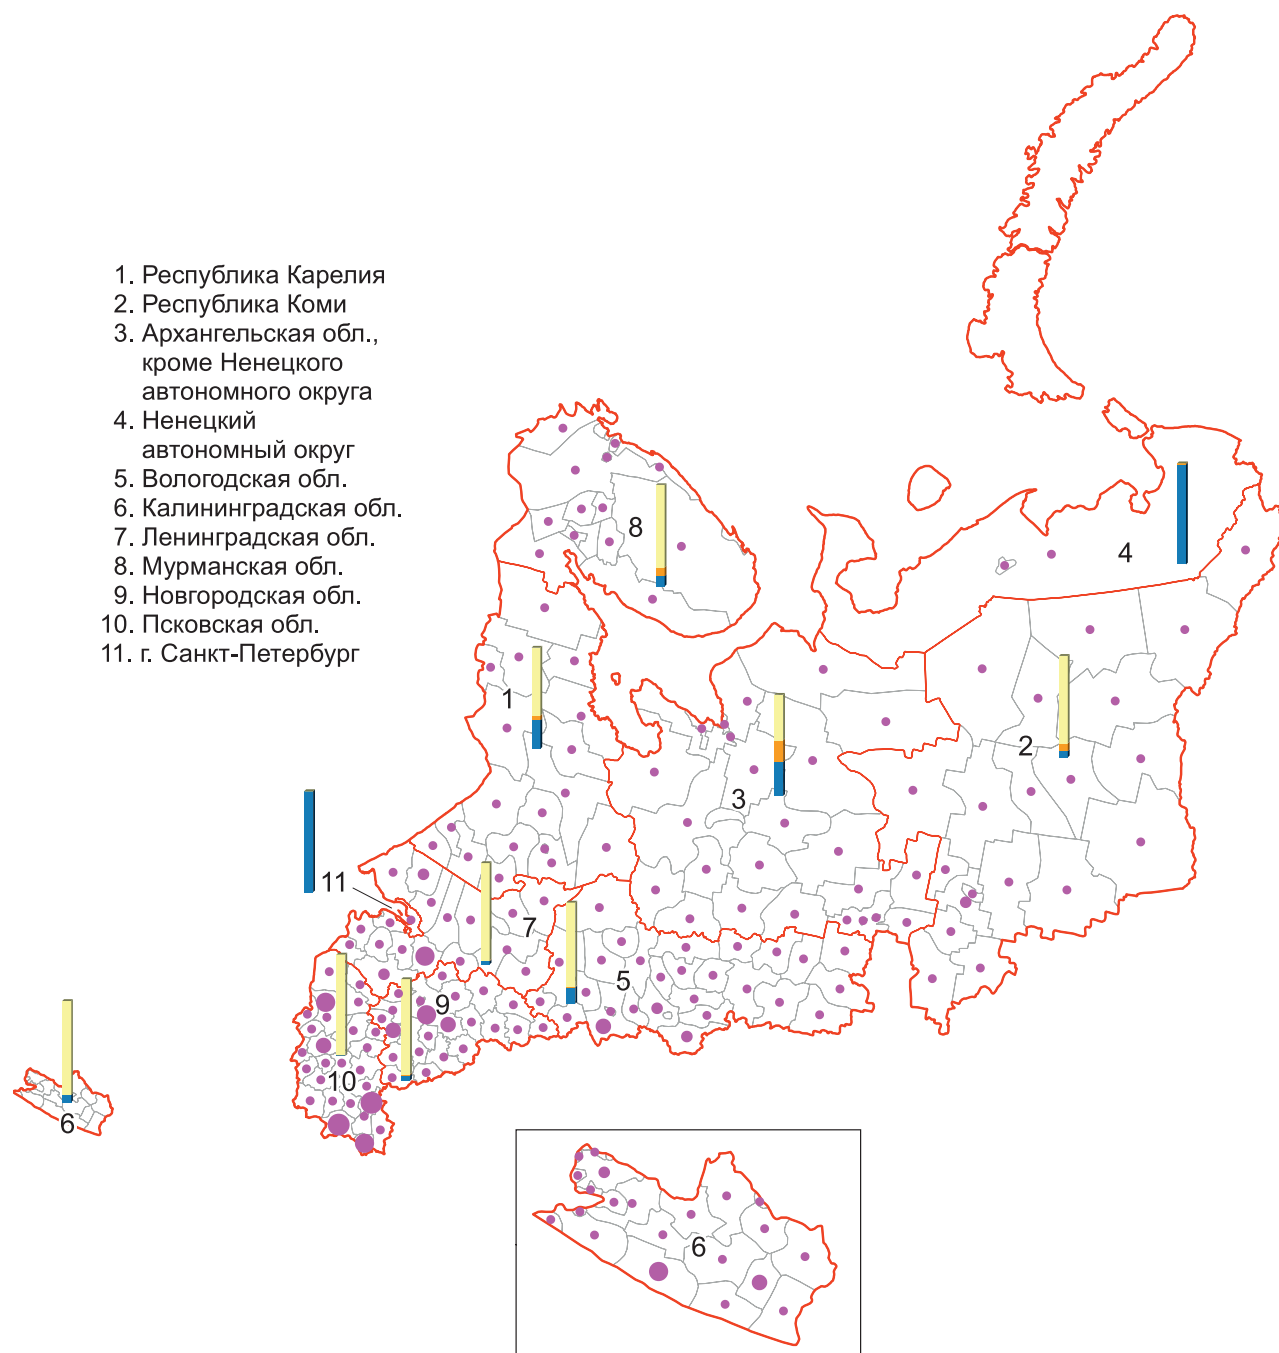 1. Республика Карелия
2. Республика Коми
3. Архангельская обл.,
кроме Ненецкого
автономного округа
4. Ненецкий
автономный округ
5. Вологодская обл.
6. Калининградская обл.
7. Ленинградская обл.
8. Мурманская обл.
9. Новгородская обл.
10. Псковская обл.
11. г. Санкт-Петербург
8
4
1
2
3
11
7
5
9
10
6
6